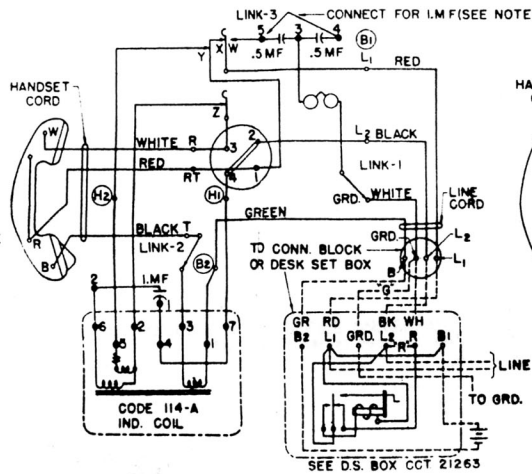 LINK-3
CONNECT FOR 1.MF(SEE NOTE
5 3 4
Y X W .5MF .5MF B1
L1 RED
HANDSET
CORD
HA
Z
W WHITE R 3 2 L2 BLACK
RED RT 4 1 LINK-1
H2 H1 GRD. WHITE
LINE
CORD
GREEN
R BLACK T GRD. L2
B LINK-2 B2
TO CONN. BLOCK
OR DESK SET BOX
B L1
"G"
2 1.MF 1
GR RD BK WH
B2 L1 GRD. L2 "R" R B1
6 5 2 4 3 1 7
LINE
TO GRD.
CODE 114-A
IND. COIL
SEE D.S. BOX CCT 21263